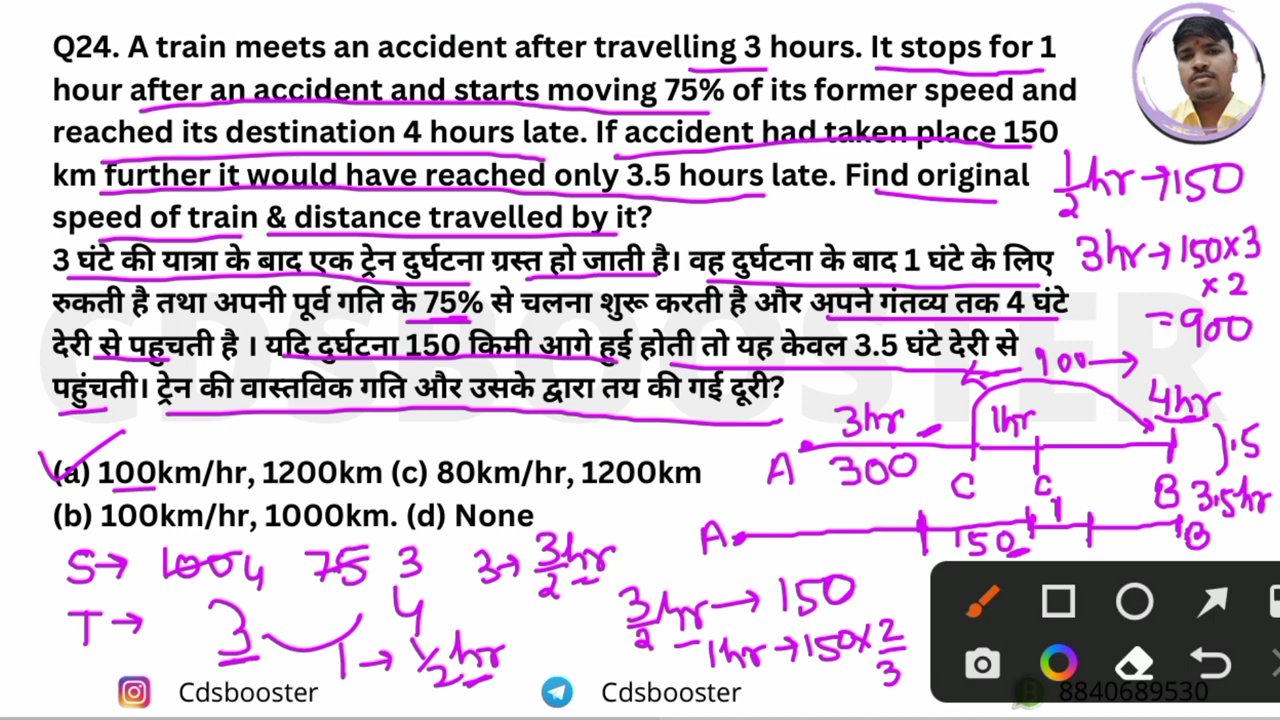 Q24. A train meets an accident after travelling 3 hours. It stops for 1
hour after an accident and starts moving 75% of its former speed and
reached its destination 4 hours late. If accident had taken place 150
km further it would have reached only 3.5 hours late. Find original
speed of train & distance travelled by it?
3 घंटे की यात्रा के बाद एक ट्रेन दुर्घटना ग्रस्त हो जाती है। वह दुर्घटना के बाद 1 घंटे के लिए
रुकती है तथा अपनी पूर्व गति के 75% से चलना शुरू करती है और अपने गंतव्य तक 4 घंटे
देरी से पहुचती है । यदि दुर्घटना 150 किमी आगे हुई होती तो यह केवल 3.5 घंटे देरी से
पहुंचती। ट्रेन की वास्तविक गति और उसके द्वारा तय की गई दूरी?
1/2 hr → 150
3hr → 150×3
×2
=900
900 →
(a) 100km/hr, 1200km (c) 80km/hr, 1200km
(b) 100km/hr, 1000km. (d) None
3hr 1hr 4hr
A 300 C C B ).5
3.5hr
A 150 1 B
S → 100 4 75 3 3 → 3/2 hr
T → 3 4
1 → 1/2 hr
3/2 hr → 150
1hr → 150×2/3
CDSBOOSTER
Cdsbooster Cdsbooster 8840689530